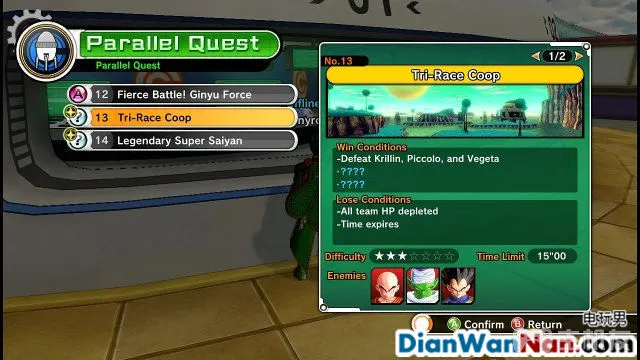 Parallel Quest
Parallel Quest
12 Fierce Battle! Ginyu Force
13 Tri-Race Coop
14 Legendary Super Saiyan
No.13
1/2
Tri-Race Coop
Win Conditions
-Defeat Krillin, Piccolo, and Vegeta
-????
-????
Lose Conditions
-All team HP depleted
-Time expires
Difficulty ★★★☆☆☆☆
Time Limit 15"00
Enemies
A Confirm B Return
电玩男
DianWanNan.com